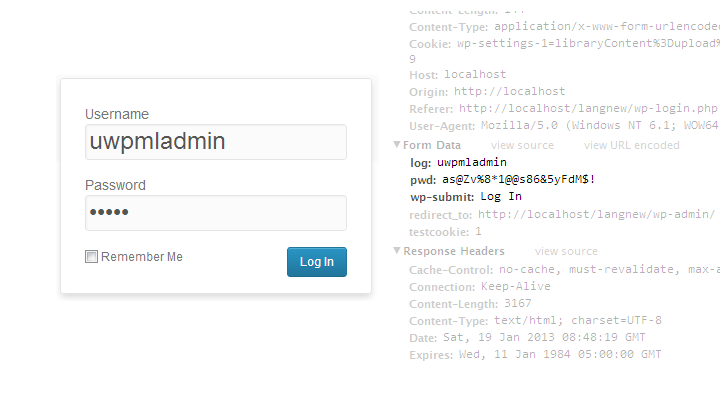 Username
uwpmladmin
Password
•••••
Remember Me
Log In
Content-Type: application/x-www-form-urlencoded
Cookie: wp-settings-1=libraryContent%3Dupload%
9
Host: localhost
Origin: http://localhost
Referer: http://localhost/langnew/wp-login.php
User-Agent: Mozilla/5.0 (Windows NT 6.1; WOW64
Form Data view source view URL encoded
log: uwpmladmin
pwd: as@Zv%8*1@@s86&5yFdM$!
wp-submit: Log In
redirect_to: http://localhost/langnew/wp-admin/
testcookie: 1
Response Headers view source
Cache-Control: no-cache, must-revalidate, max-a
Connection: Keep-Alive
Content-Length: 3167
Content-Type: text/html; charset=UTF-8
Date: Sat, 19 Jan 2013 08:48:19 GMT
Expires: Wed, 11 Jan 1984 05:00:00 GMT